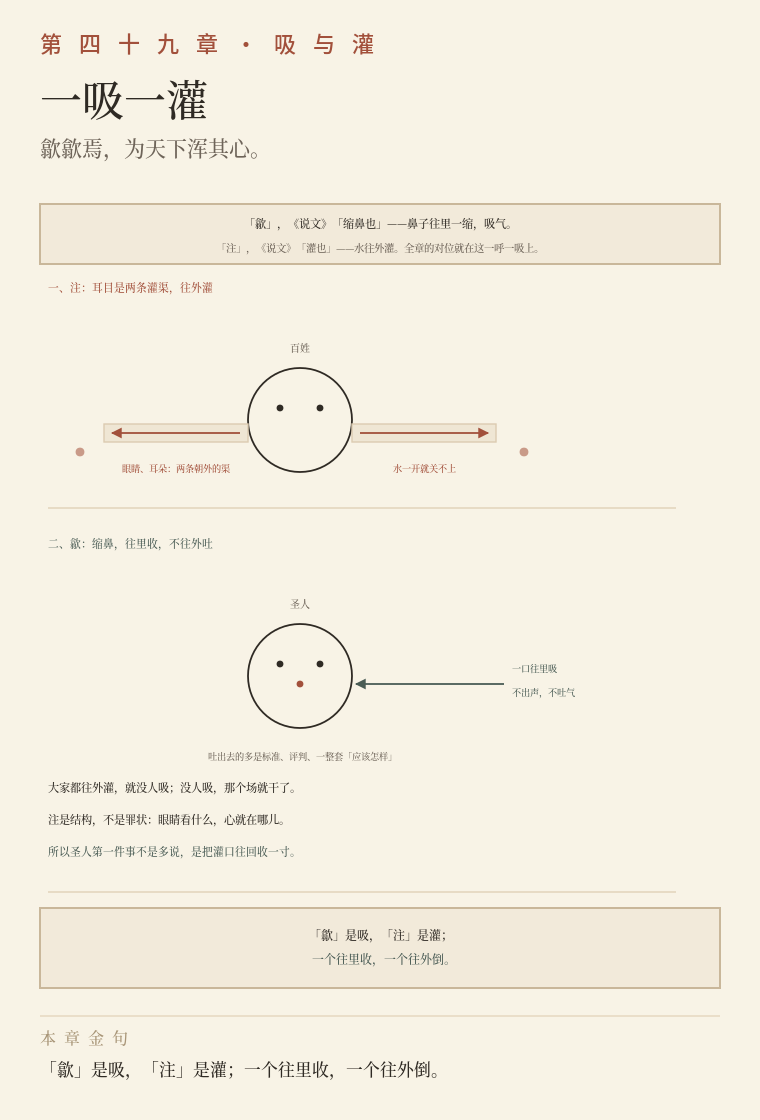 第四十九章·吸与灌
一吸一灌
歙歙焉，为天下浑其心。
「歙」，《说文》「缩鼻也」——鼻子往里一缩，吸气。
「注」，《说文》「灌也」——水往外灌。全章的对位就在这一呼一吸上。
一、注：耳目是两条灌渠，往外灌
百姓
眼睛、耳朵：两条朝外的渠
水一开就关不上
二、歙：缩鼻，往里收，不往外吐
圣人
一口往里吸
不出声，不吐气
吐出去的多是标准、评判、一整套「应该怎样」
大家都往外灌，就没人吸；没人吸，那个场就干了。
注是结构，不是罪状：眼睛看什么，心就在哪儿。
所以圣人第一件事不是多说，是把灌口往回收一寸。
「歙」是吸，「注」是灌；
一个往里收，一个往外倒。
本章金句
「歙」是吸，「注」是灌；一个往里收，一个往外倒。